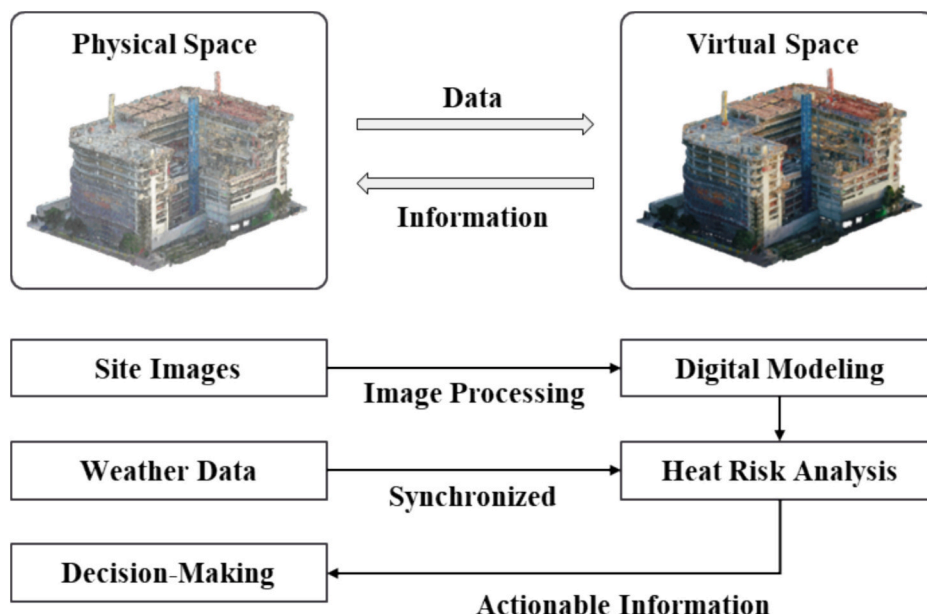 Physical Space
Virtual Space
Data
Information
Site Images
Image Processing
Digital Modeling
Weather Data
Synchronized
Heat Risk Analysis
Decision-Making
Actionable Information